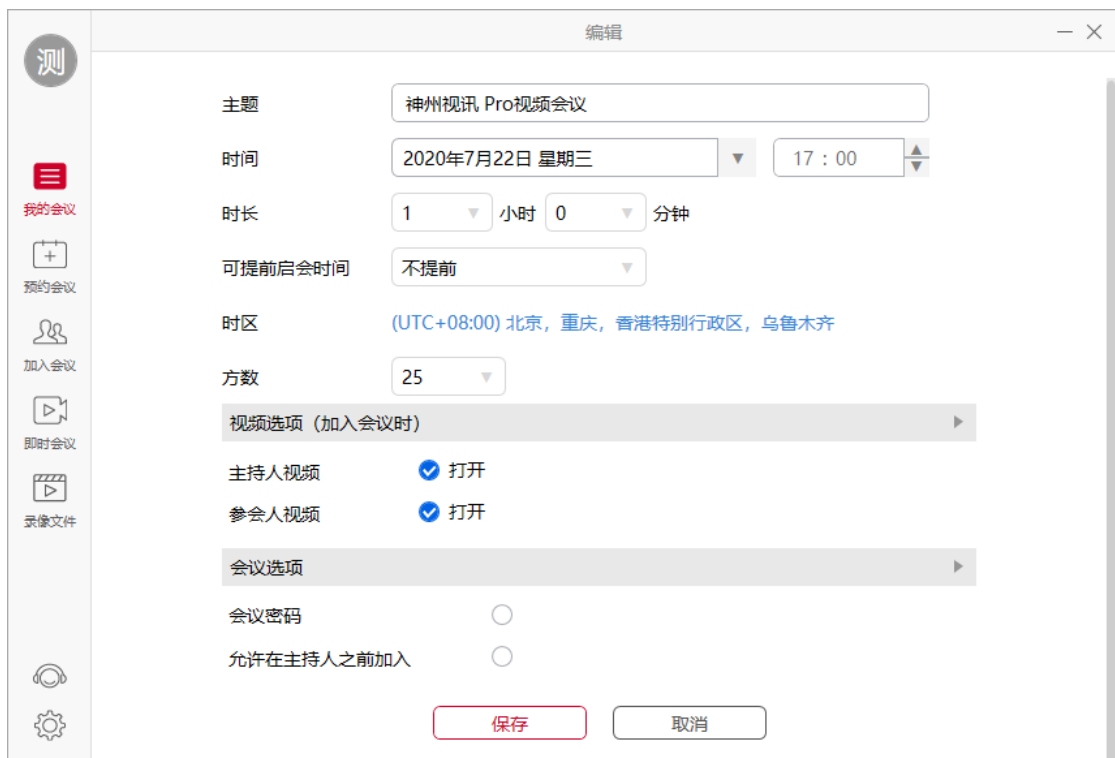 编辑
测
主题
神州视讯 Pro视频会议
时间
2020年7月22日 星期三
17 : 00
时长
1 小时 0 分钟
可提前启会时间
不提前
时区
(UTC+08:00) 北京，重庆，香港特别行政区，乌鲁木齐
方数
25
视频选项（加入会议时）
主持人视频
打开
参会人视频
打开
会议选项
会议密码
允许在主持人之前加入
保存
取消
我的会议
预约会议
加入会议
即时会议
录像文件